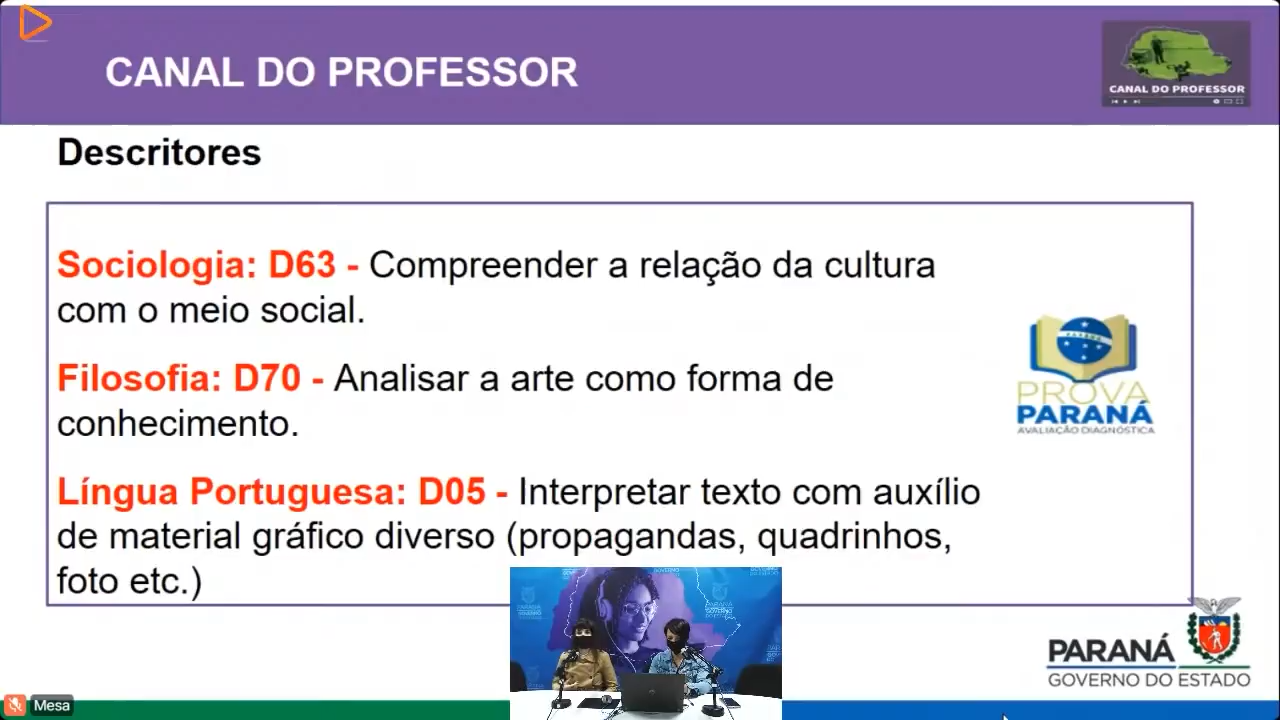 CANAL DO PROFESSOR
CANAL DO PROFESSOR
Descritores
Sociologia: D63 - Compreender a relação da cultura
com o meio social.
Filosofia: D70 - Analisar a arte como forma de
conhecimento.
Língua Portuguesa: D05 - Interpretar texto com auxílio
de material gráfico diverso (propagandas, quadrinhos,
foto etc.)
PROVA
PARANÁ
AVALIAÇÃO DIAGNÓSTICA
PARANÁ
GOVERNO DO ESTADO
Mesa